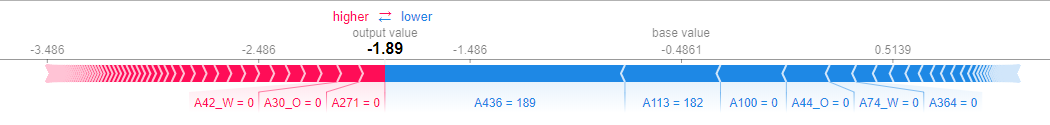 higher ⇄ lower
output value base value
-3.486 -2.486 -1.89 -1.486 -0.4861 0.5139
A42_W = 0 A30_O = 0 A271 = 0 A436 = 189 A113 = 182 A100 = 0 A44_O = 0 A74_W = 0 A364 = 0